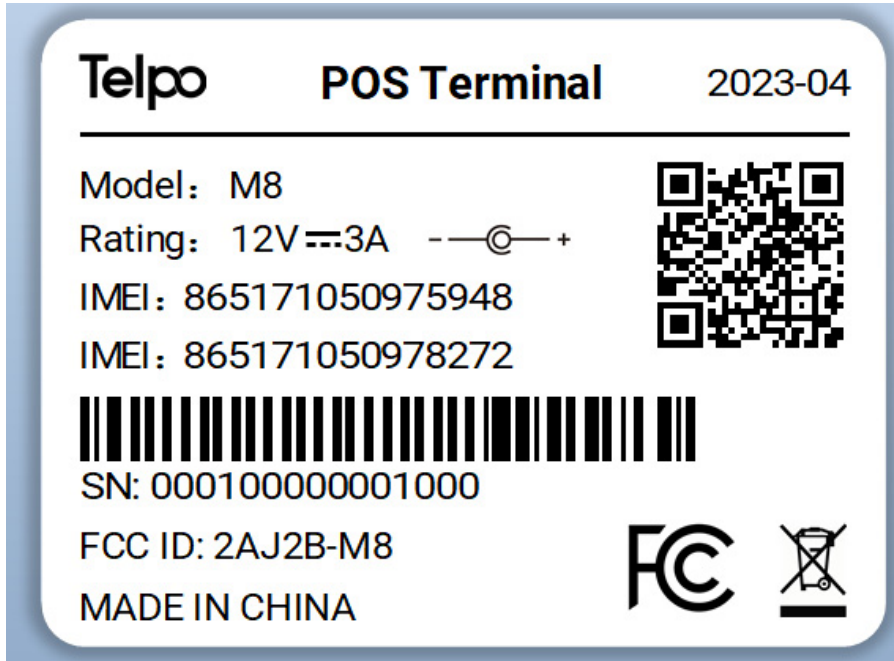 Telpo POS Terminal 2023-04
Model： M8
Rating： 12V⎓3A - +
IMEI：865171050975948
IMEI：865171050978272
SN: 000100000001000
FCC ID: 2AJ2B-M8
FC
MADE IN CHINA